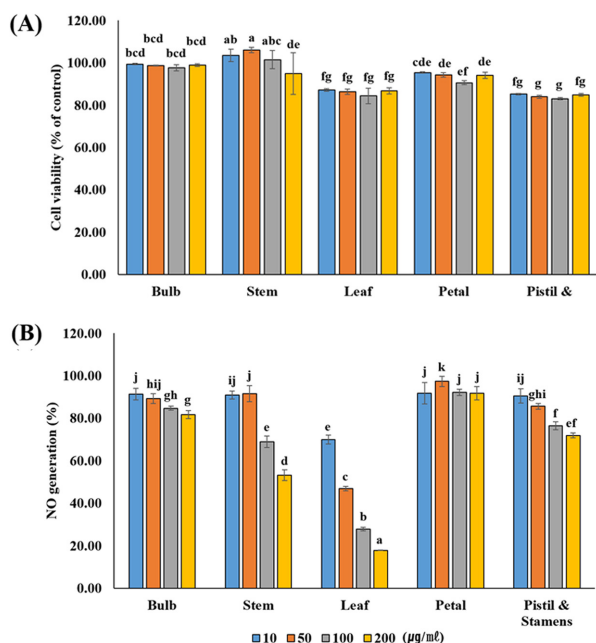 (A)
Cell viability (% of control)
120.00
100.00
80.00
60.00
40.00
20.00
0.00
bcd
bcd
bcd
bcd
ab
a
abc
de
fg
fg
fg
fg
cde
de
ef
de
fg
g
g
fg
Bulb
Stem
Leaf
Petal
Pistil &
(B)
NO generation (%)
120.00
100.00
80.00
60.00
40.00
20.00
0.00
j
hij
gh
g
ij
j
e
d
e
c
b
a
j
k
j
j
ij
ghi
f
ef
Bulb
Stem
Leaf
Petal
Pistil &
Stamens
10
50
100
200
(µg/ml)